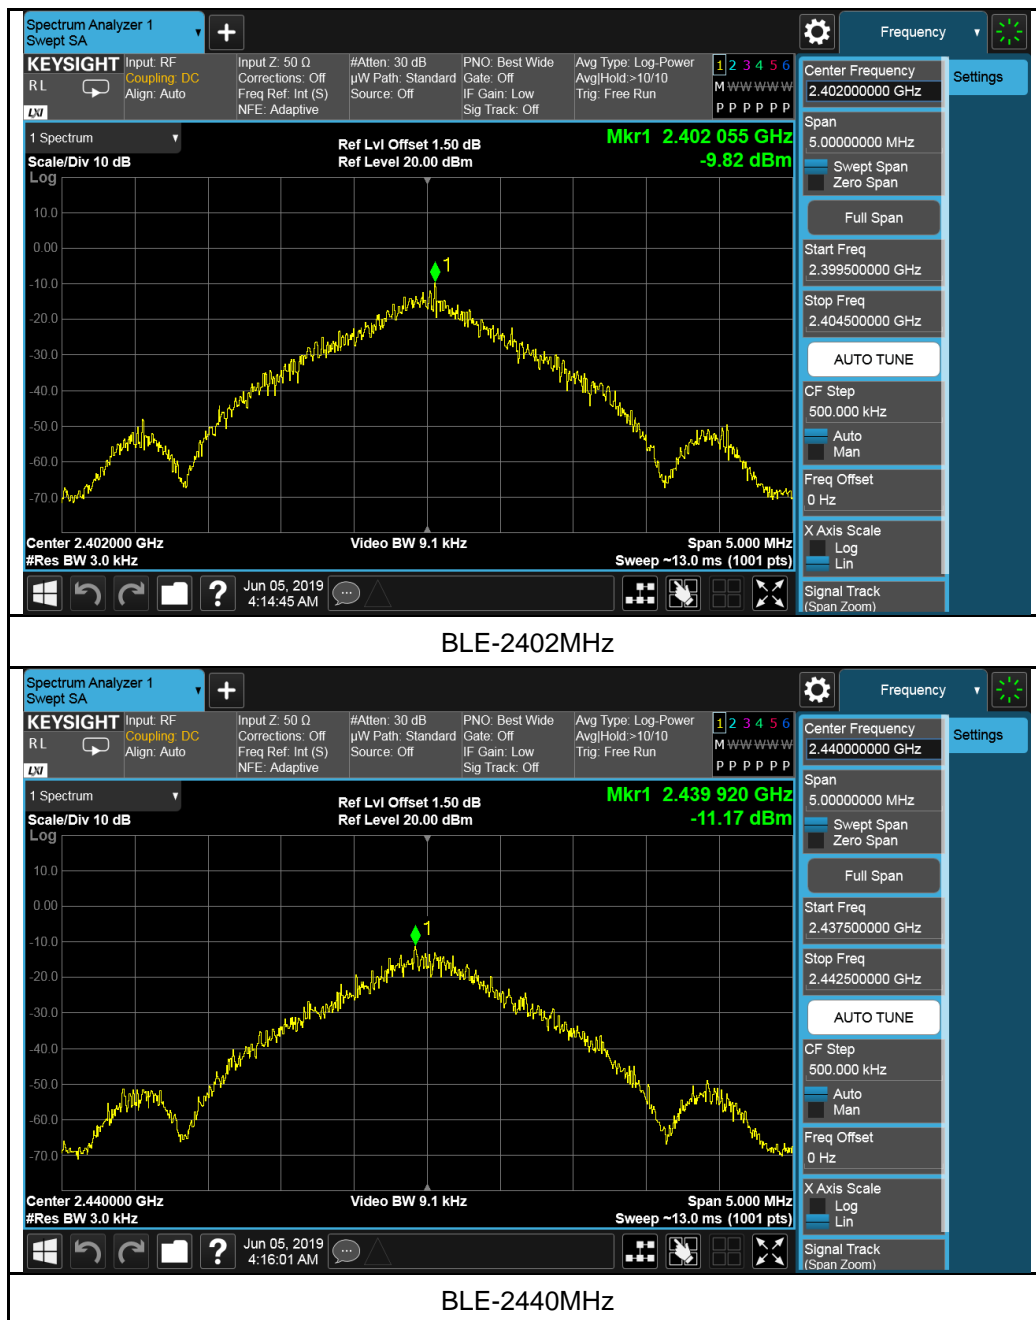 Spectrum Analyzer 1
Swept SA
Frequency
KEYSIGHT
RL
LXI
Input: RF
Coupling: DC
Align: Auto
Input Z: 50 Ω
Corrections: Off
Freq Ref: Int (S)
NFE: Adaptive
#Atten: 30 dB
µW Path: Standard
Source: Off
PNO: Best Wide
Gate: Off
IF Gain: Low
Sig Track: Off
Avg Type: Log-Power
Avg|Hold:>10/10
Trig: Free Run
1 2 3 4 5 6
M W W W W W
P P P P P P
1 Spectrum
Scale/Div 10 dB
Log
Ref Lvl Offset 1.50 dB
Ref Level 20.00 dBm
Mkr1 2.402 055 GHz
-9.82 dBm
1
10.0
0.00
-10.0
-20.0
-30.0
-40.0
-50.0
-60.0
-70.0
Center 2.402000 GHz
#Res BW 3.0 kHz
Video BW 9.1 kHz
Span 5.000 MHz
Sweep ~13.0 ms (1001 pts)
Jun 05, 2019
4:14:45 AM
Center Frequency
2.402000000 GHz
Settings
Span
5.00000000 MHz
Swept Span
Zero Span
Full Span
Start Freq
2.399500000 GHz
Stop Freq
2.404500000 GHz
AUTO TUNE
CF Step
500.000 kHz
Auto
Man
Freq Offset
0 Hz
X Axis Scale
Log
Lin
Signal Track
(Span Zoom)
BLE-2402MHz
Spectrum Analyzer 1
Swept SA
Frequency
KEYSIGHT
RL
LXI
Input: RF
Coupling: DC
Align: Auto
Input Z: 50 Ω
Corrections: Off
Freq Ref: Int (S)
NFE: Adaptive
#Atten: 30 dB
µW Path: Standard
Source: Off
PNO: Best Wide
Gate: Off
IF Gain: Low
Sig Track: Off
Avg Type: Log-Power
Avg|Hold:>10/10
Trig: Free Run
1 2 3 4 5 6
M W W W W W
P P P P P P
1 Spectrum
Scale/Div 10 dB
Log
Ref Lvl Offset 1.50 dB
Ref Level 20.00 dBm
Mkr1 2.439 920 GHz
-11.17 dBm
1
10.0
0.00
-10.0
-20.0
-30.0
-40.0
-50.0
-60.0
-70.0
Center 2.440000 GHz
#Res BW 3.0 kHz
Video BW 9.1 kHz
Span 5.000 MHz
Sweep ~13.0 ms (1001 pts)
Jun 05, 2019
4:16:01 AM
Center Frequency
2.440000000 GHz
Settings
Span
5.00000000 MHz
Swept Span
Zero Span
Full Span
Start Freq
2.437500000 GHz
Stop Freq
2.442500000 GHz
AUTO TUNE
CF Step
500.000 kHz
Auto
Man
Freq Offset
0 Hz
X Axis Scale
Log
Lin
Signal Track
(Span Zoom)
BLE-2440MHz